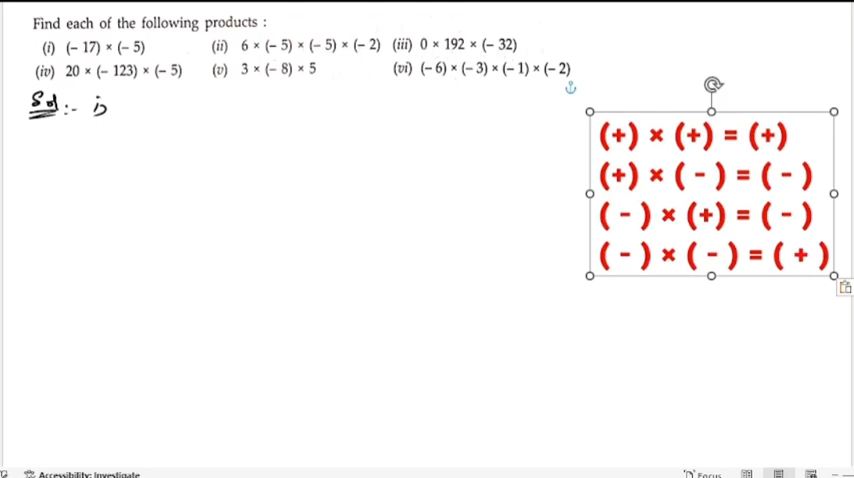 Find each of the following products :
(i) (– 17) × (– 5) (ii) 6 × (– 5) × (– 5) × (– 2) (iii) 0 × 192 × (– 32)
(iv) 20 × (– 123) × (– 5) (v) 3 × (– 8) × 5 (vi) (– 6) × (– 3) × (– 1) × (– 2)
Sol :- i)
(+) × (+) = (+)
(+) × ( - ) = ( - )
( - ) × (+) = ( - )
( - ) × ( - ) = ( + )
Accessibility: Investigate Focus